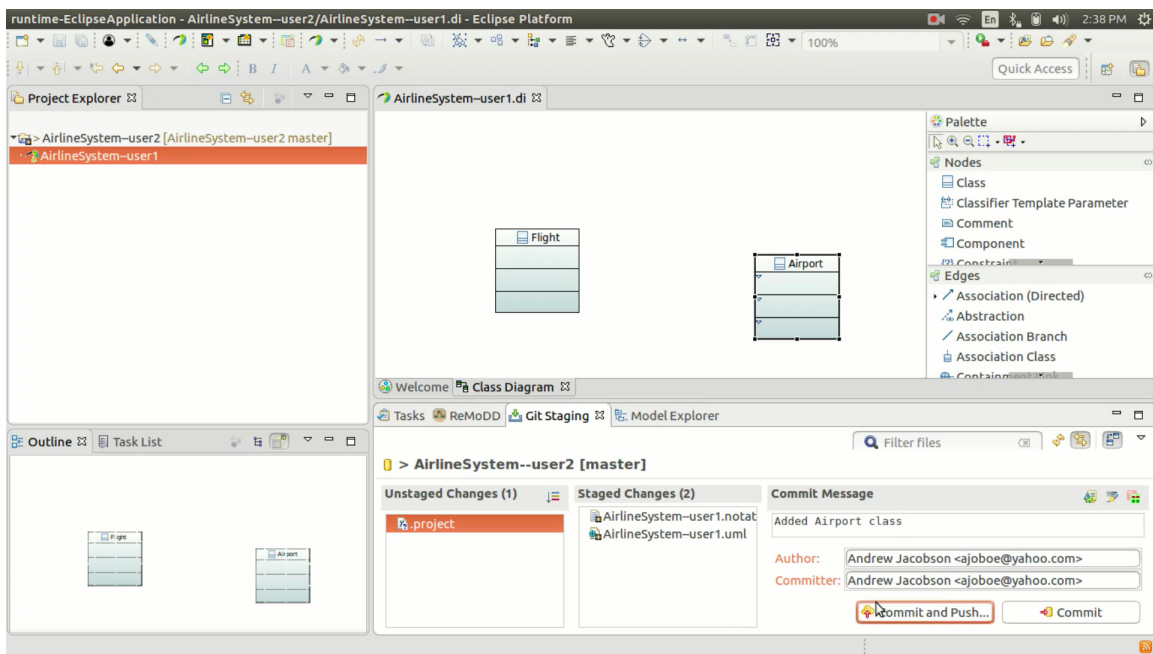 runtime-EclipseApplication - AirlineSystem--user2/AirlineSystem--user1.di - Eclipse Platform
En
2:38 PM
100%
B I A
Quick Access
Project Explorer
AirlineSystem--user1.di
> AirlineSystem--user2 [AirlineSystem--user2 master]
AirlineSystem--user1
Palette
Nodes
Class
Classifier Template Parameter
Comment
Component
Constraint
Edges
Association (Directed)
Abstraction
Association Branch
Association Class
Flight
Airport
Welcome
Class Diagram
Tasks
ReMoDD
Git Staging
Model Explorer
Outline
Task List
Filter files
> AirlineSystem--user2 [master]
Unstaged Changes (1)
Staged Changes (2)
Commit Message
.project
AirlineSystem--user1.notat
AirlineSystem--user1.uml
Added Airport class
Author:
Andrew Jacobson <ajoboe@yahoo.com>
Committer:
Andrew Jacobson <ajoboe@yahoo.com>
Commit and Push...
Commit
Flight
Airport